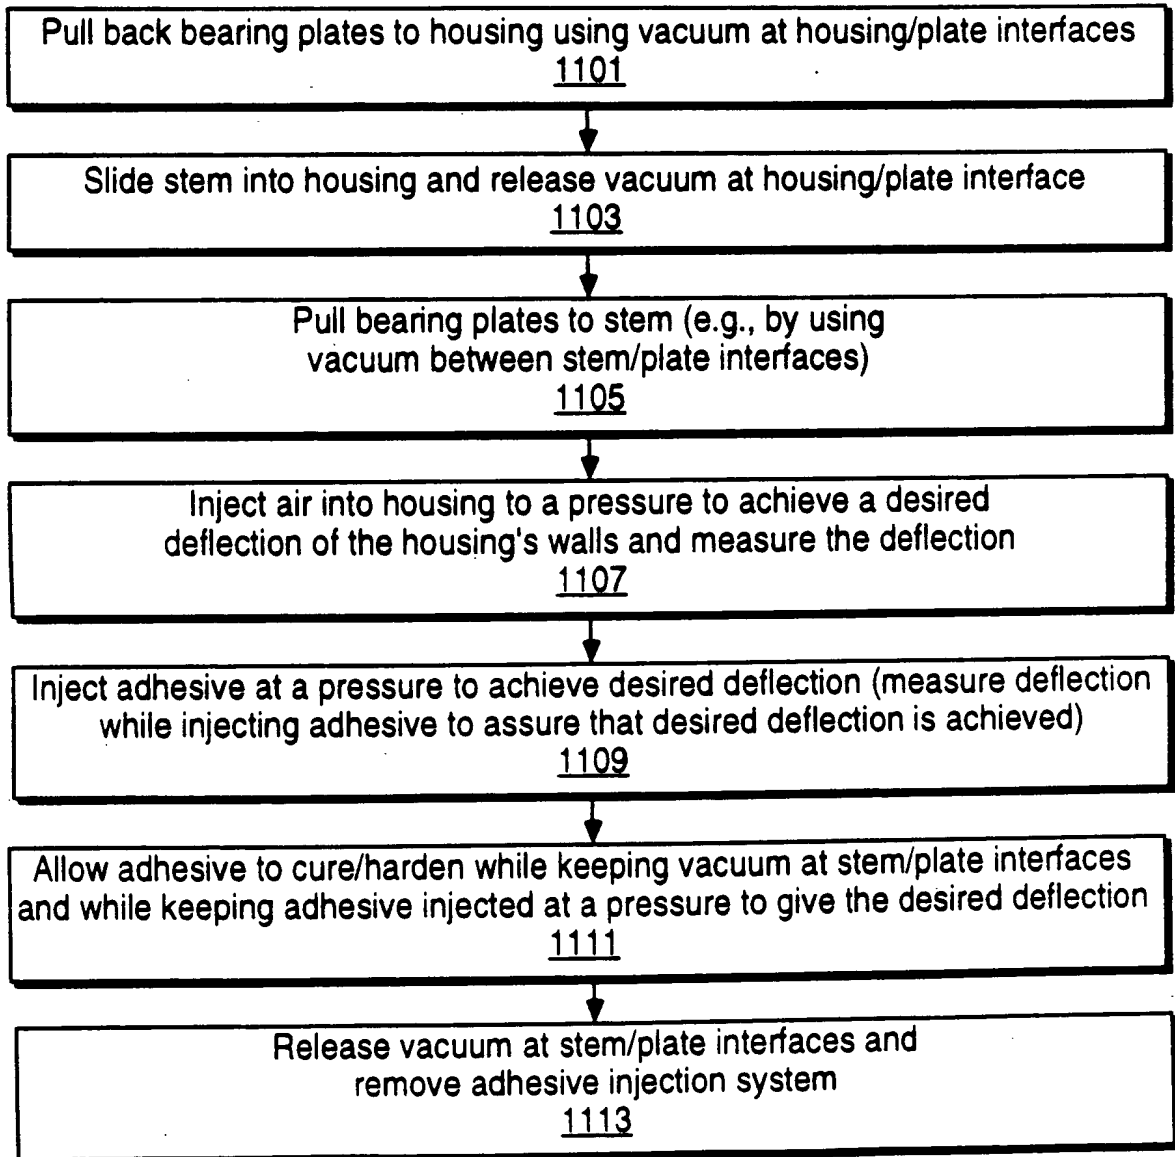 Pull back bearing plates to housing using vacuum at housing/plate interfaces
1101
Slide stem into housing and release vacuum at housing/plate interface
1103
Pull bearing plates to stem (e.g., by using
vacuum between stem/plate interfaces)
1105
Inject air into housing to a pressure to achieve a desired
deflection of the housing's walls and measure the deflection
1107
Inject adhesive at a pressure to achieve desired deflection (measure deflection
while injecting adhesive to assure that desired deflection is achieved)
1109
Allow adhesive to cure/harden while keeping vacuum at stem/plate interfaces
and while keeping adhesive injected at a pressure to give the desired deflection
1111
Release vacuum at stem/plate interfaces and
remove adhesive injection system
1113